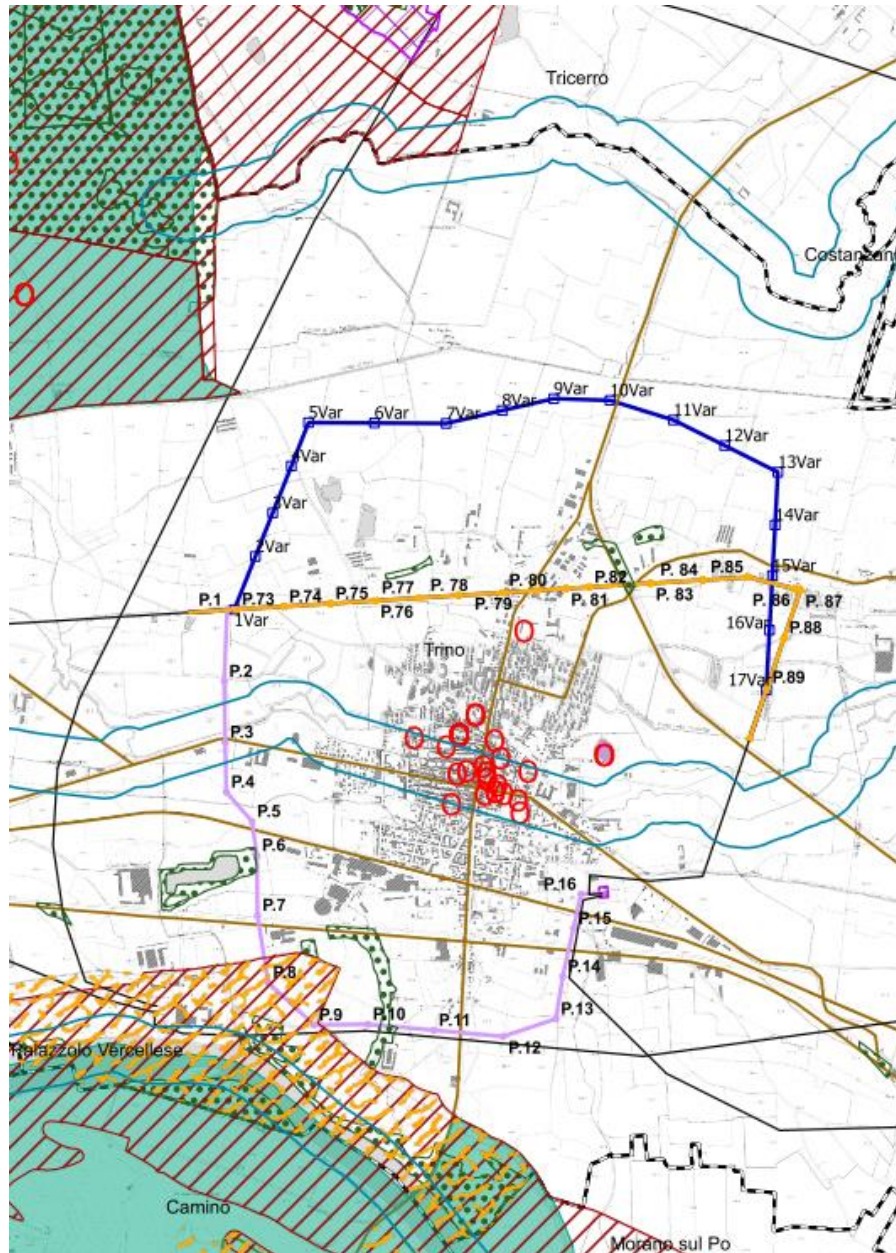 Tricerro
Costanzana
9Var
10Var
8Var
5Var
6Var
7Var
11Var
12Var
4Var
13Var
3Var
14Var
2Var
15Var
P.1
P.73
P.74
P.75
P.77
P. 78
P. 80
P.82
P. 84
P.85
1Var
P.76
P.79
P. 81
P.83
P. 86
P. 87
16Var
P.88
Trino
P.2
17Var
P.89
P.3
P.4
P.5
P.6
P.16
P.7
P.15
P.8
P.14
P.9
P.10
P.11
P.13
P.12
Palazzolo Vercellese
Camino
Morano sul Po